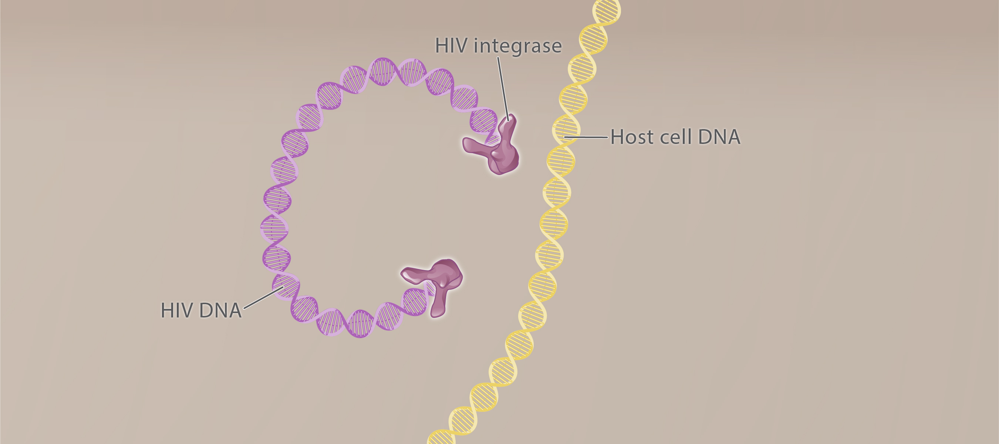 HIV integrase
Host cell DNA
HIV DNA